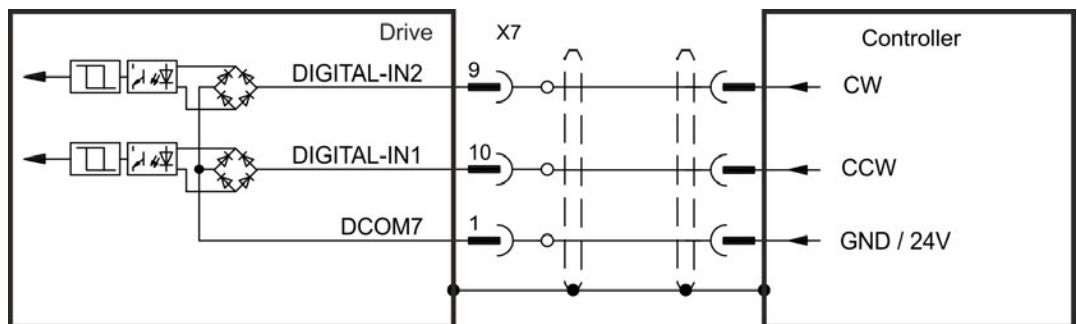 Drive X7 Controller
DIGITAL-IN2 9 CW
DIGITAL-IN1 10 CCW
DCOM7 1 GND / 24V